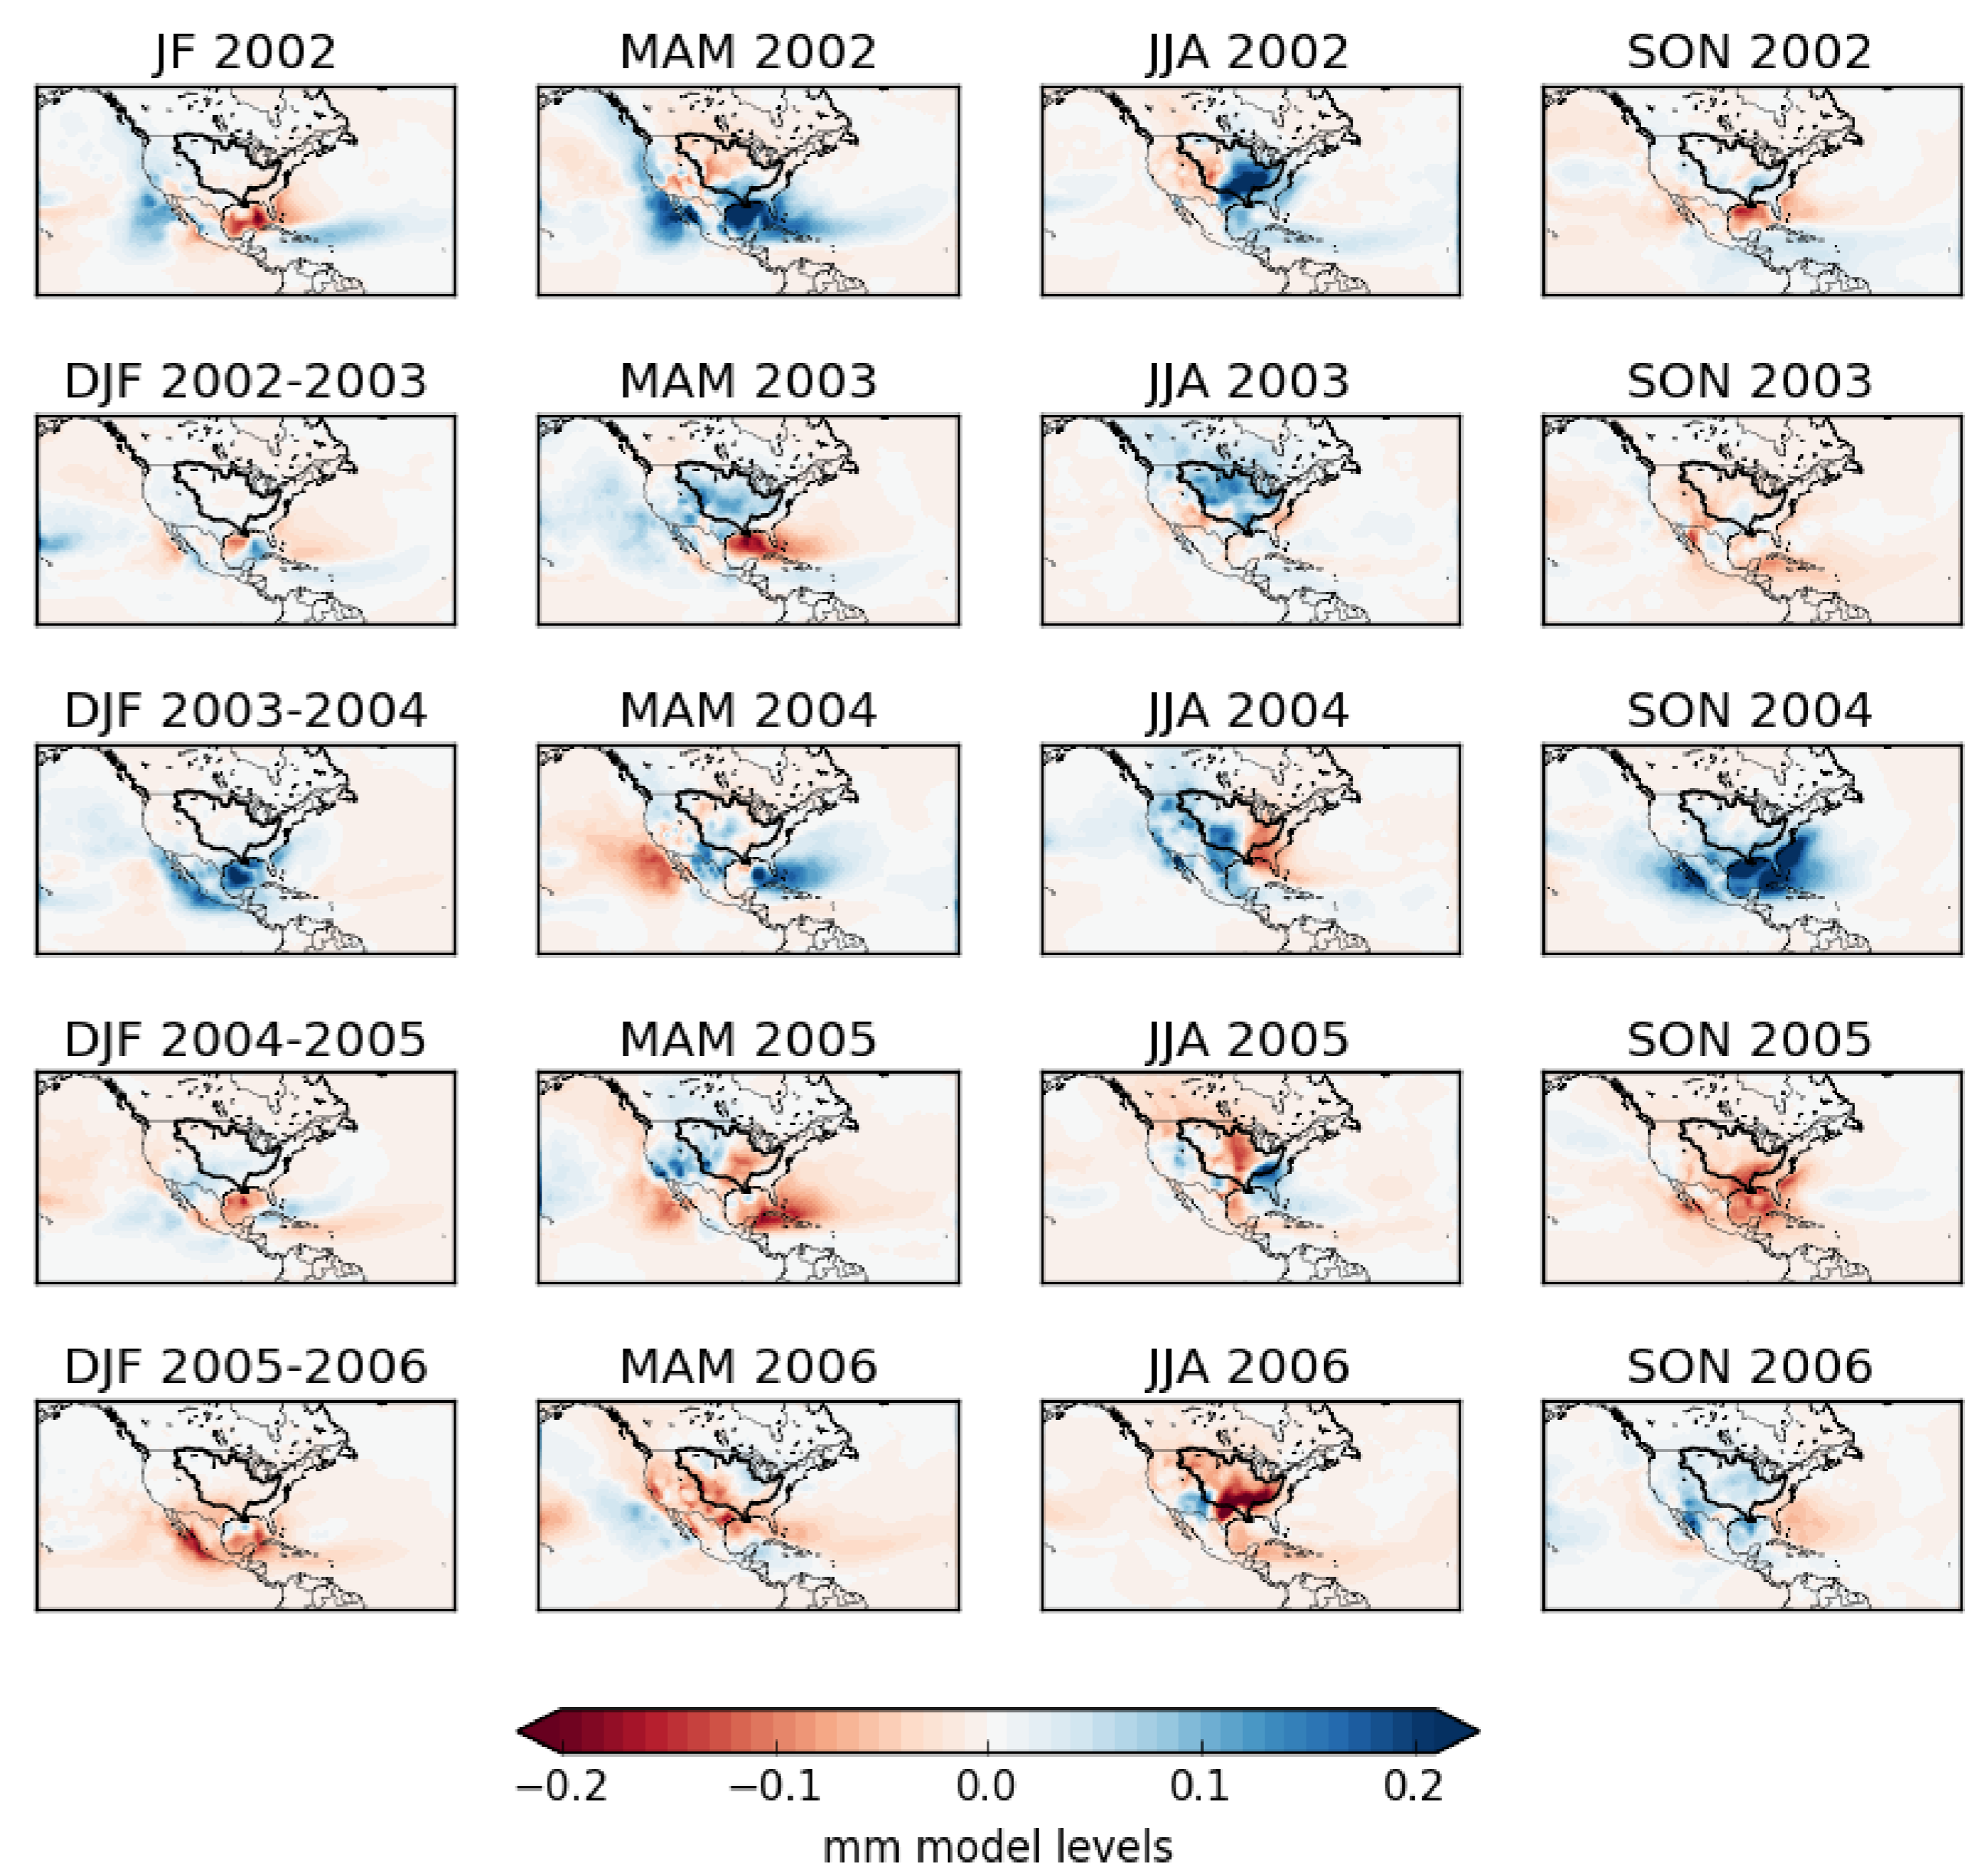 JF 2002 MAM 2002 JJA 2002 SON 2002
DJF 2002-2003 MAM 2003 JJA 2003 SON 2003
DJF 2003-2004 MAM 2004 JJA 2004 SON 2004
DJF 2004-2005 MAM 2005 JJA 2005 SON 2005
DJF 2005-2006 MAM 2006 JJA 2006 SON 2006
−0.2 −0.1 0.0 0.1 0.2
mm model levels